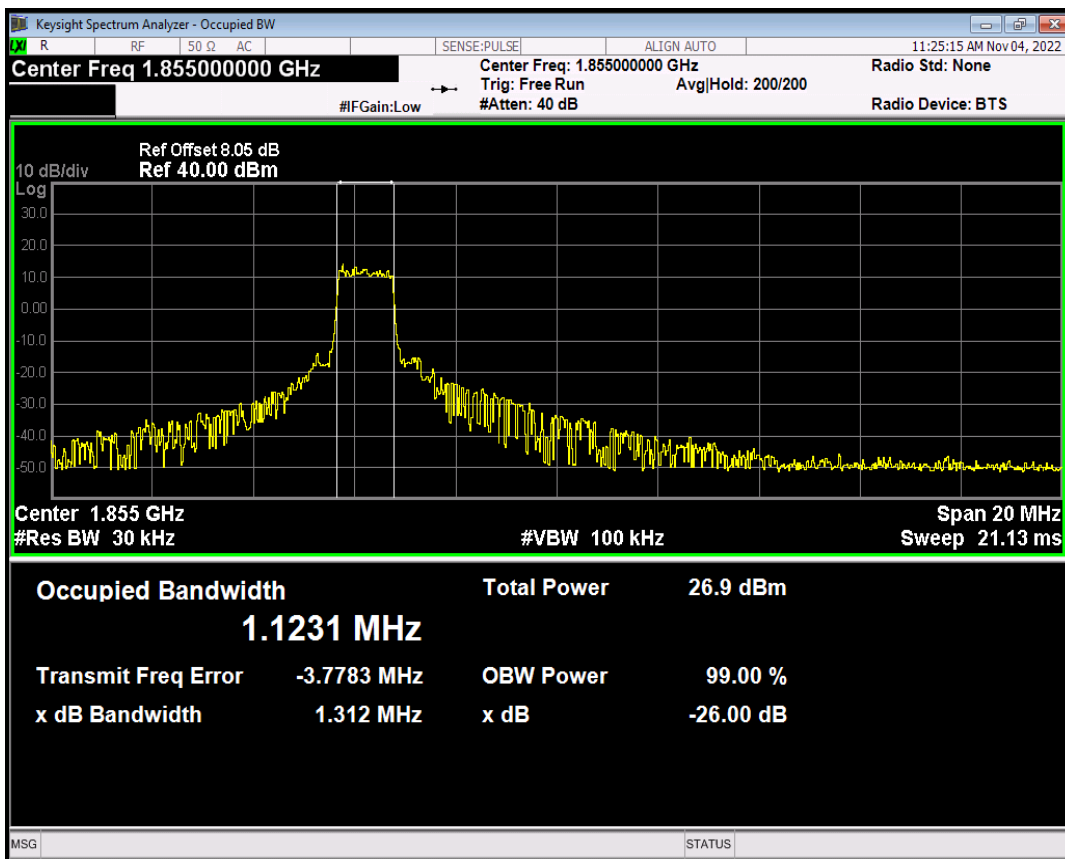 Keysight Spectrum Analyzer - Occupied BW
LXI R RF 50 Ω AC SENSE:PULSE ALIGN AUTO 11:25:15 AM Nov 04, 2022
Center Freq 1.855000000 GHz Center Freq: 1.855000000 GHz Radio Std: None
Trig: Free Run Avg|Hold: 200/200
#IFGain:Low #Atten: 40 dB Radio Device: BTS
Ref Offset 8.05 dB
10 dB/div Ref 40.00 dBm
Log
30.0
20.0
10.0
0.00
-10.0
-20.0
-30.0
-40.0
-50.0
Center 1.855 GHz Span 20 MHz
#Res BW 30 kHz #VBW 100 kHz Sweep 21.13 ms
Occupied Bandwidth Total Power 26.9 dBm
1.1231 MHz
Transmit Freq Error -3.7783 MHz OBW Power 99.00 %
x dB Bandwidth 1.312 MHz x dB -26.00 dB
MSG STATUS